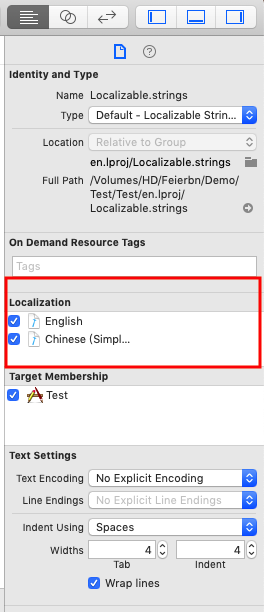 Identity and Type
Name Localizable.strings
Type Default - Localizable Strin...
Location Relative to Group
en.lproj/Localizable.strings
Full Path /Volumes/HD/Feierbn/Demo/
Test/Test/en.lproj/
Localizable.strings
On Demand Resource Tags
Tags
Localization
English
Chinese (Simpl...
Target Membership
Test
Text Settings
Text Encoding No Explicit Encoding
Line Endings No Explicit Line Endings
Indent Using Spaces
Widths 4 4
Tab Indent
Wrap lines